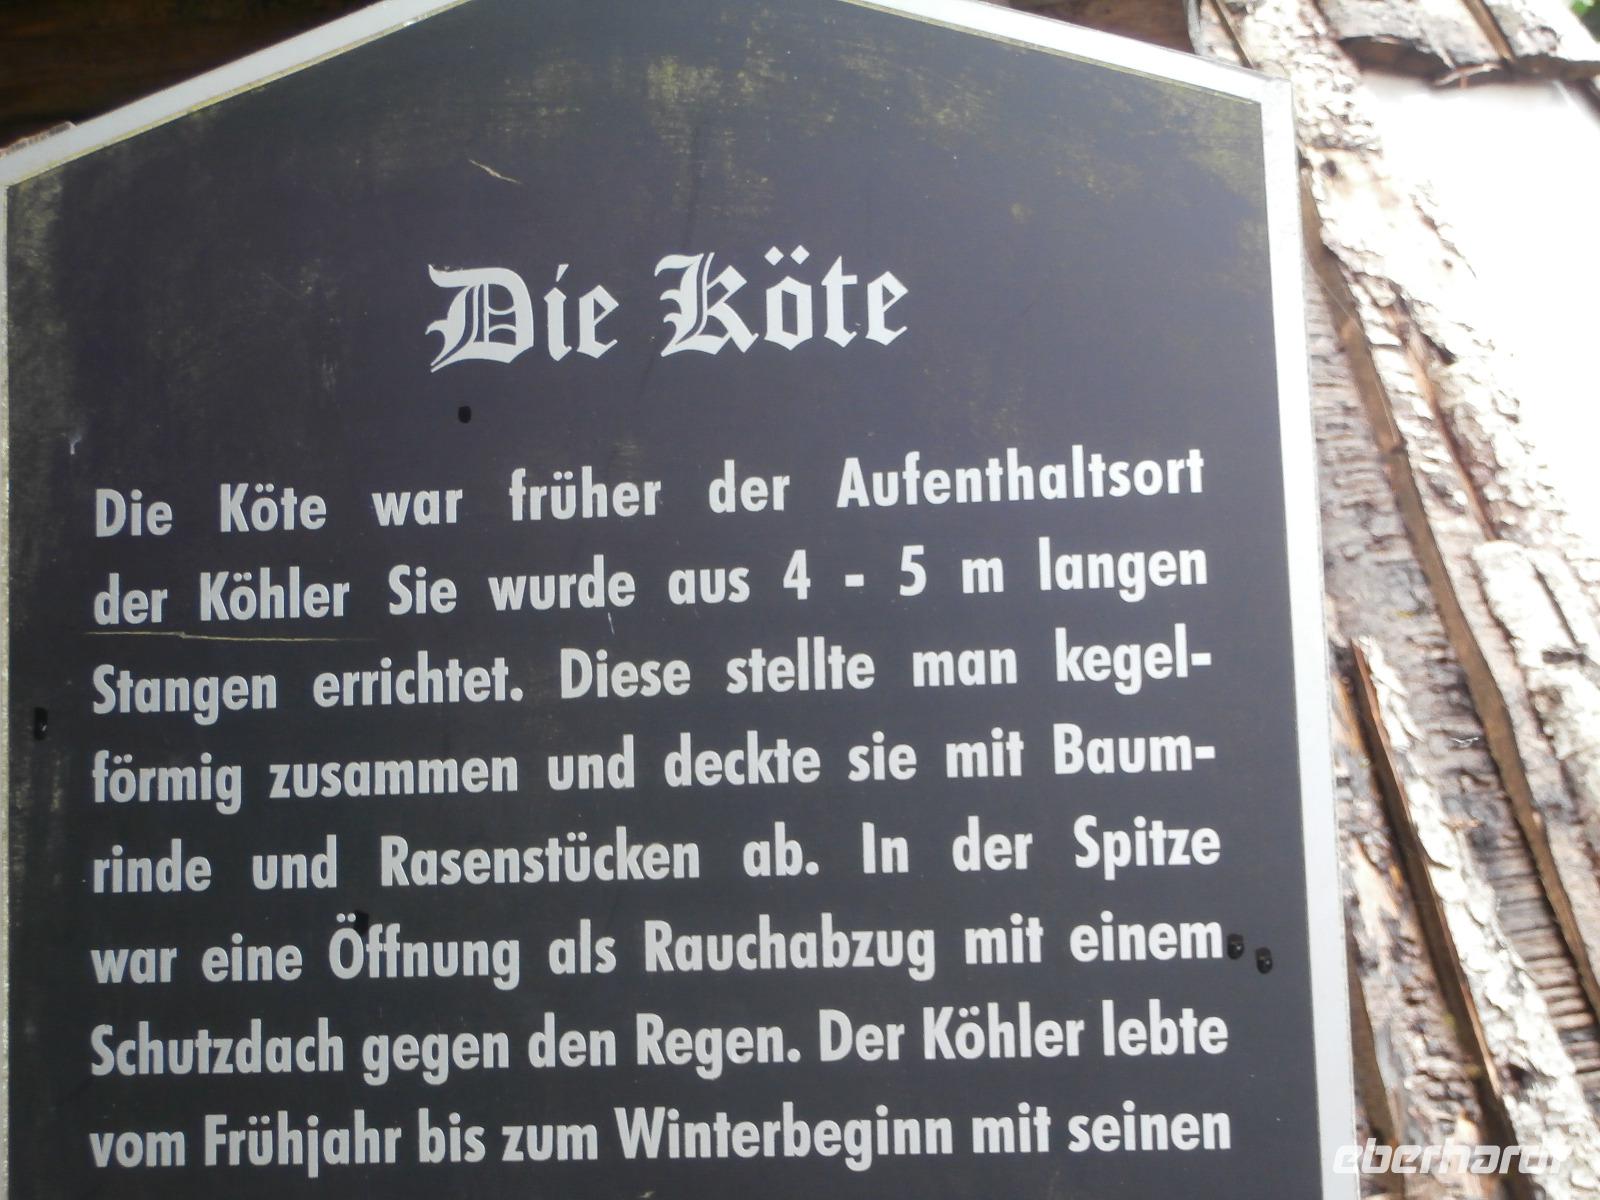 Die Köte
Die Köte war früher der Aufenthaltsort
der Köhler Sie wurde aus 4 - 5 m langen
Stangen errichtet. Diese stellte man kegel-
förmig zusammen und deckte sie mit Baum-
rinde und Rasenstücken ab. In der Spitze
war eine Öffnung als Rauchabzug mit einem
Schutzdach gegen den Regen. Der Köhler lebte
vom Frühjahr bis zum Winterbeginn mit seinen
eberhardt